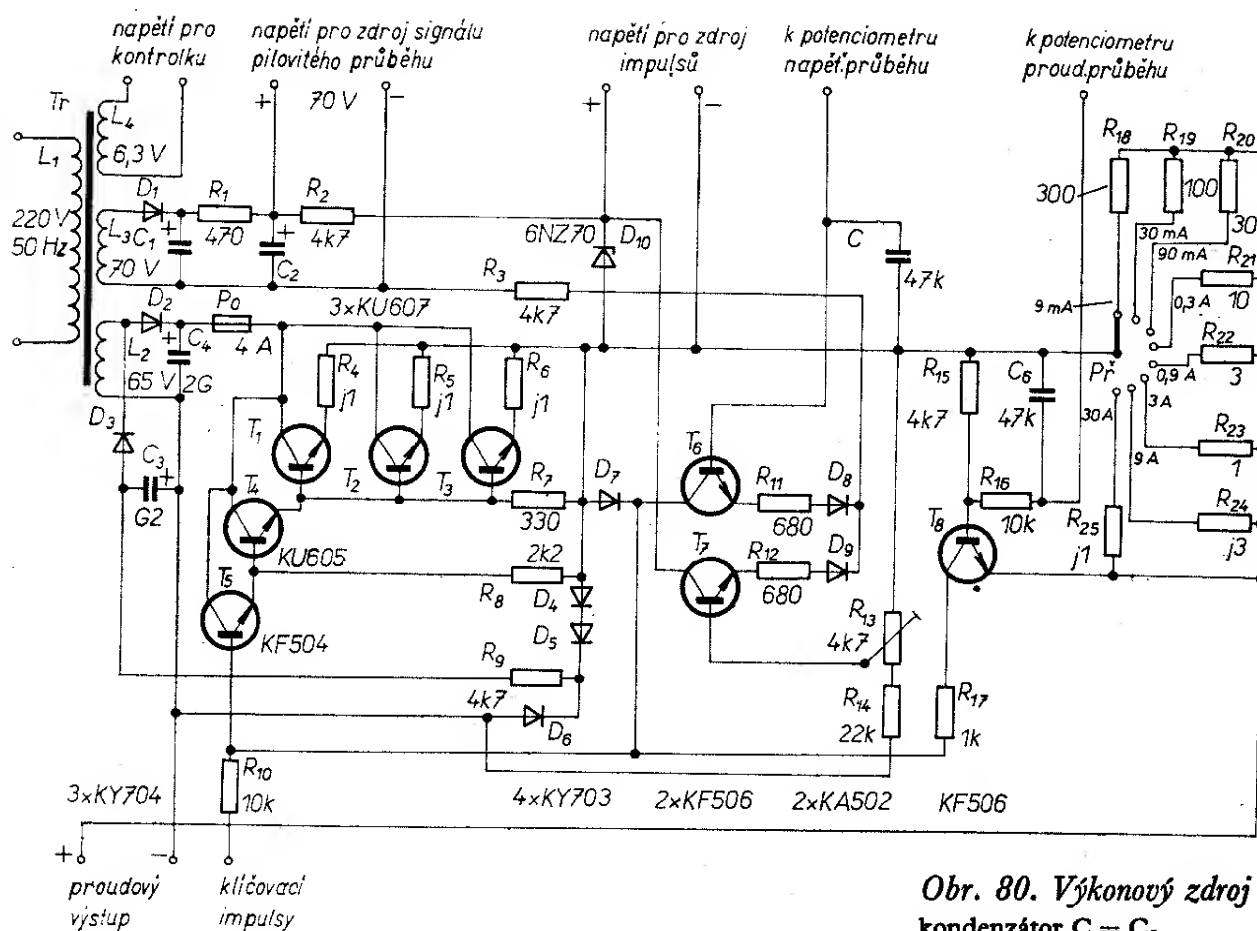 napětí pro
kontrolku
napětí pro zdroj signálu
pilovitého průběhu
napětí pro zdroj
impulsů
k potenciometru
napěť.průběhu
k potenciometru
proud.průběhu
+ 70 V -
+ -
Tr
L4
6,3 V
L1
220V
50 Hz
D1
R1
470
R2
4k7
L3
70 V
+
C1
+
C2
6NZ70
D10
C
47k
R18
300
R19
100
R20
30
30 mA
90 mA
9 mA
0,3 A
R21
10
R3
4k7
3×KU607
D2
Po
4 A
+
C4
2G
L2
65 V
R4
j1
R5
j1
R6
j1
R15
4k7
C6
47k
Př
0,9 A
R22
3
3A
30A
9 A
R23
1
R24
j3
R25
j1
D3
C3
+
G2
T1
T2
T3
T4
KU605
T5
KF504
R7
330
D7
T6
R11
680
D8
T7
R12
680
D9
R16
10k
T8
2k2
R8
D4
D5
R9
4k7
D6
R13
4k7
R14
22k
R17
1k
R10
10k
3×KY704
4×KY703
2×KF506
2×KA502
KF506
+ -
proudový
výstup
klíčovací
impulsy
Obr. 80. Výkonový zdroj